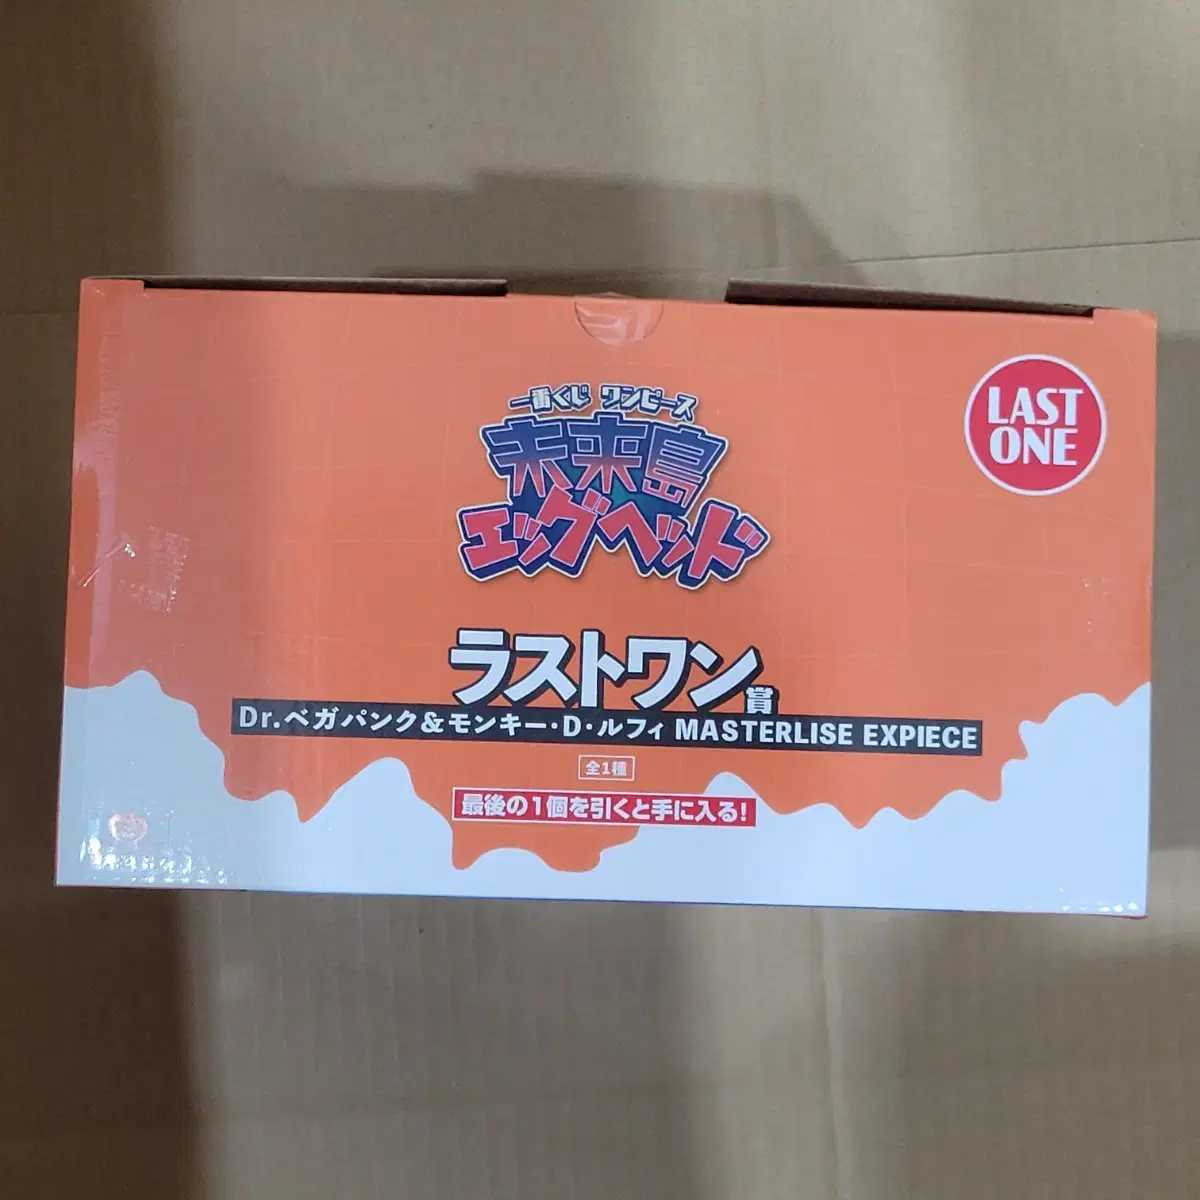 一番くじ ワンピース
未来島
エッグヘッド
LAST
ONE
ラストワン賞
Dr.ベガパンク&モンキー・D・ルフィ MASTERLISE EXPIECE
全1種
最後の1個を引くと手に入る!